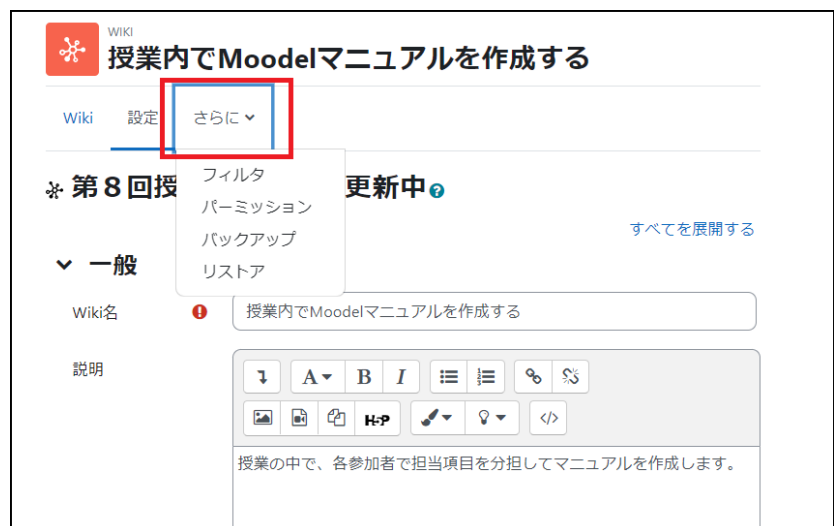 WIKI
授業内でMoodelマニュアルを作成する
Wiki 設定 さらに
フィルタ
パーミッション
バックアップ
リストア
第８回授 更新中
すべてを展開する
一般
Wiki名
授業内でMoodelマニュアルを作成する
説明
A B I
H5P </>
授業の中で、各参加者で担当項目を分担してマニュアルを作成します。